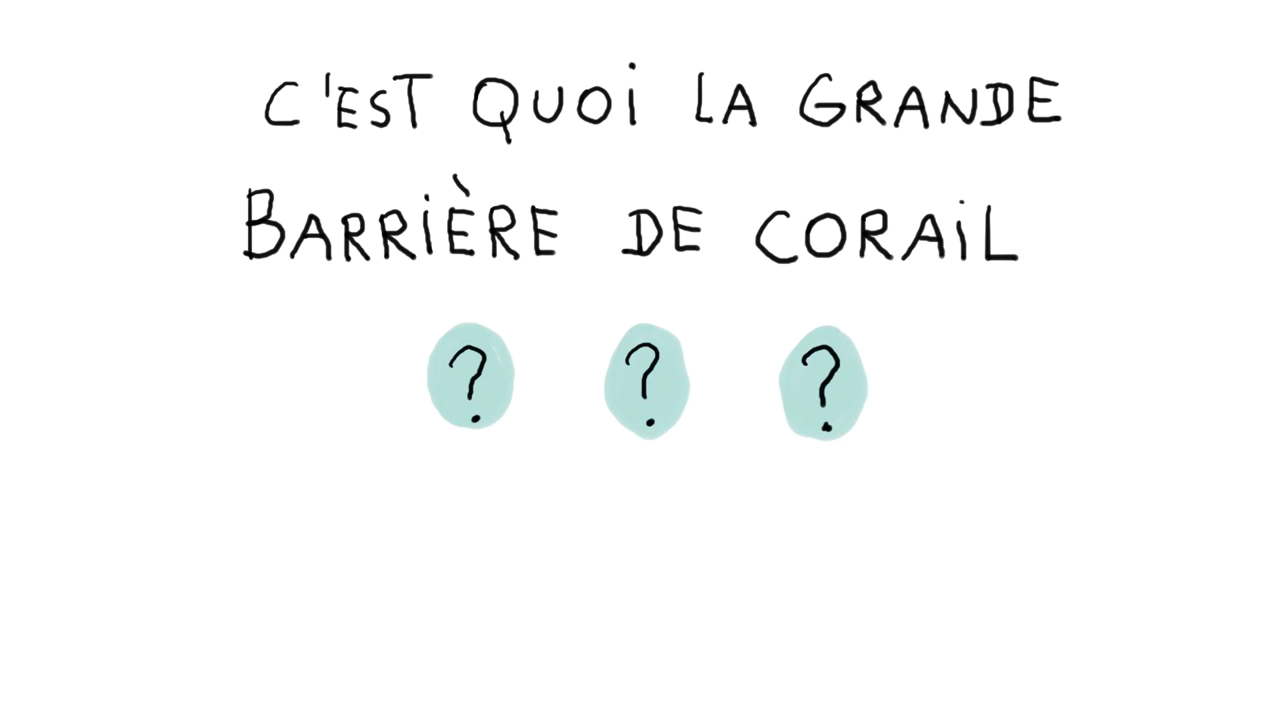 C'EST QUOI LA GRANDE
BARRIÈRE DE CORAIL
? ? ?